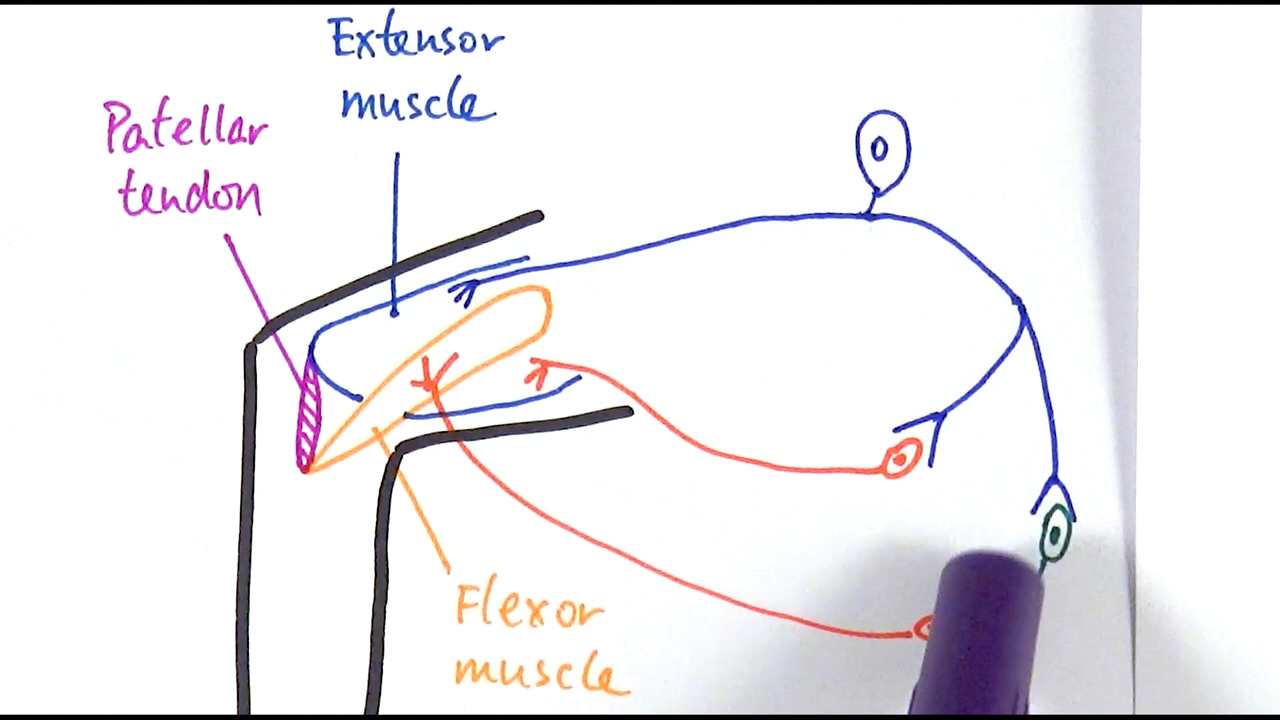 Extensor
muscle
Patellar
tendon
Flexor
muscle